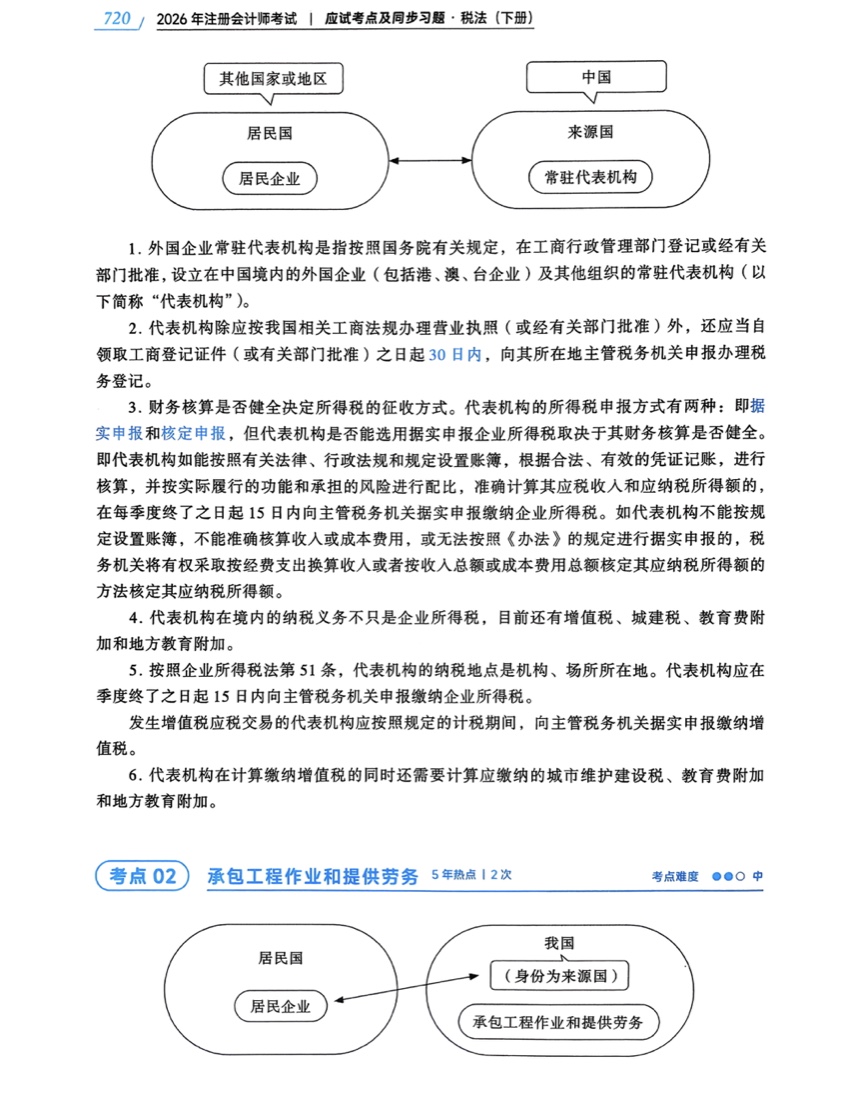 720 2026年注册会计师考试 | 应试考点及同步习题·税法（下册）
其他国家或地区
中国
居民国
来源国
居民企业
常驻代表机构
1. 外国企业常驻代表机构是指按照国务院有关规定，在工商行政管理部门登记或经有关
部门批准，设立在中国境内的外国企业（包括港、澳、台企业）及其他组织的常驻代表机构（以
下简称“代表机构”）。
2. 代表机构除应按我国相关工商法规办理营业执照（或经有关部门批准）外，还应当自
领取工商登记证件（或有关部门批准）之日起30日内，向其所在地主管税务机关申报办理税
务登记。
3. 财务核算是否健全决定所得税的征收方式。代表机构的所得税申报方式有两种：即据
实申报和核定申报，但代表机构是否能选用据实申报企业所得税取决于其财务核算是否健全。
即代表机构如能按照有关法律、行政法规和规定设置账簿，根据合法、有效的凭证记账，进行
核算，并按实际履行的功能和承担的风险进行配比，准确计算其应税收入和应纳税所得额的，
在每季度终了之日起15日内向主管税务机关据实申报缴纳企业所得税。如代表机构不能按规
定设置账簿，不能准确核算收入或成本费用，或无法按照《办法》的规定进行据实申报的，税
务机关将有权采取按经费支出换算收入或者按收入总额或成本费用总额核定其应纳税所得额的
方法核定其应纳税所得额。
4. 代表机构在境内的纳税义务不只是企业所得税，目前还有增值税、城建税、教育费附
加和地方教育附加。
5. 按照企业所得税法第51条，代表机构的纳税地点是机构、场所所在地。代表机构应在
季度终了之日起15日内向主管税务机关申报缴纳企业所得税。
发生增值税应税交易的代表机构应按照规定的计税期间，向主管税务机关据实申报缴纳增
值税。
6. 代表机构在计算缴纳增值税的同时还需要计算应缴纳的城市维护建设税、教育费附加
和地方教育附加。
考点 02 承包工程作业和提供劳务 5年热点 | 2次 考点难度 中
居民国
我国
（身份为来源国）
居民企业
承包工程作业和提供劳务